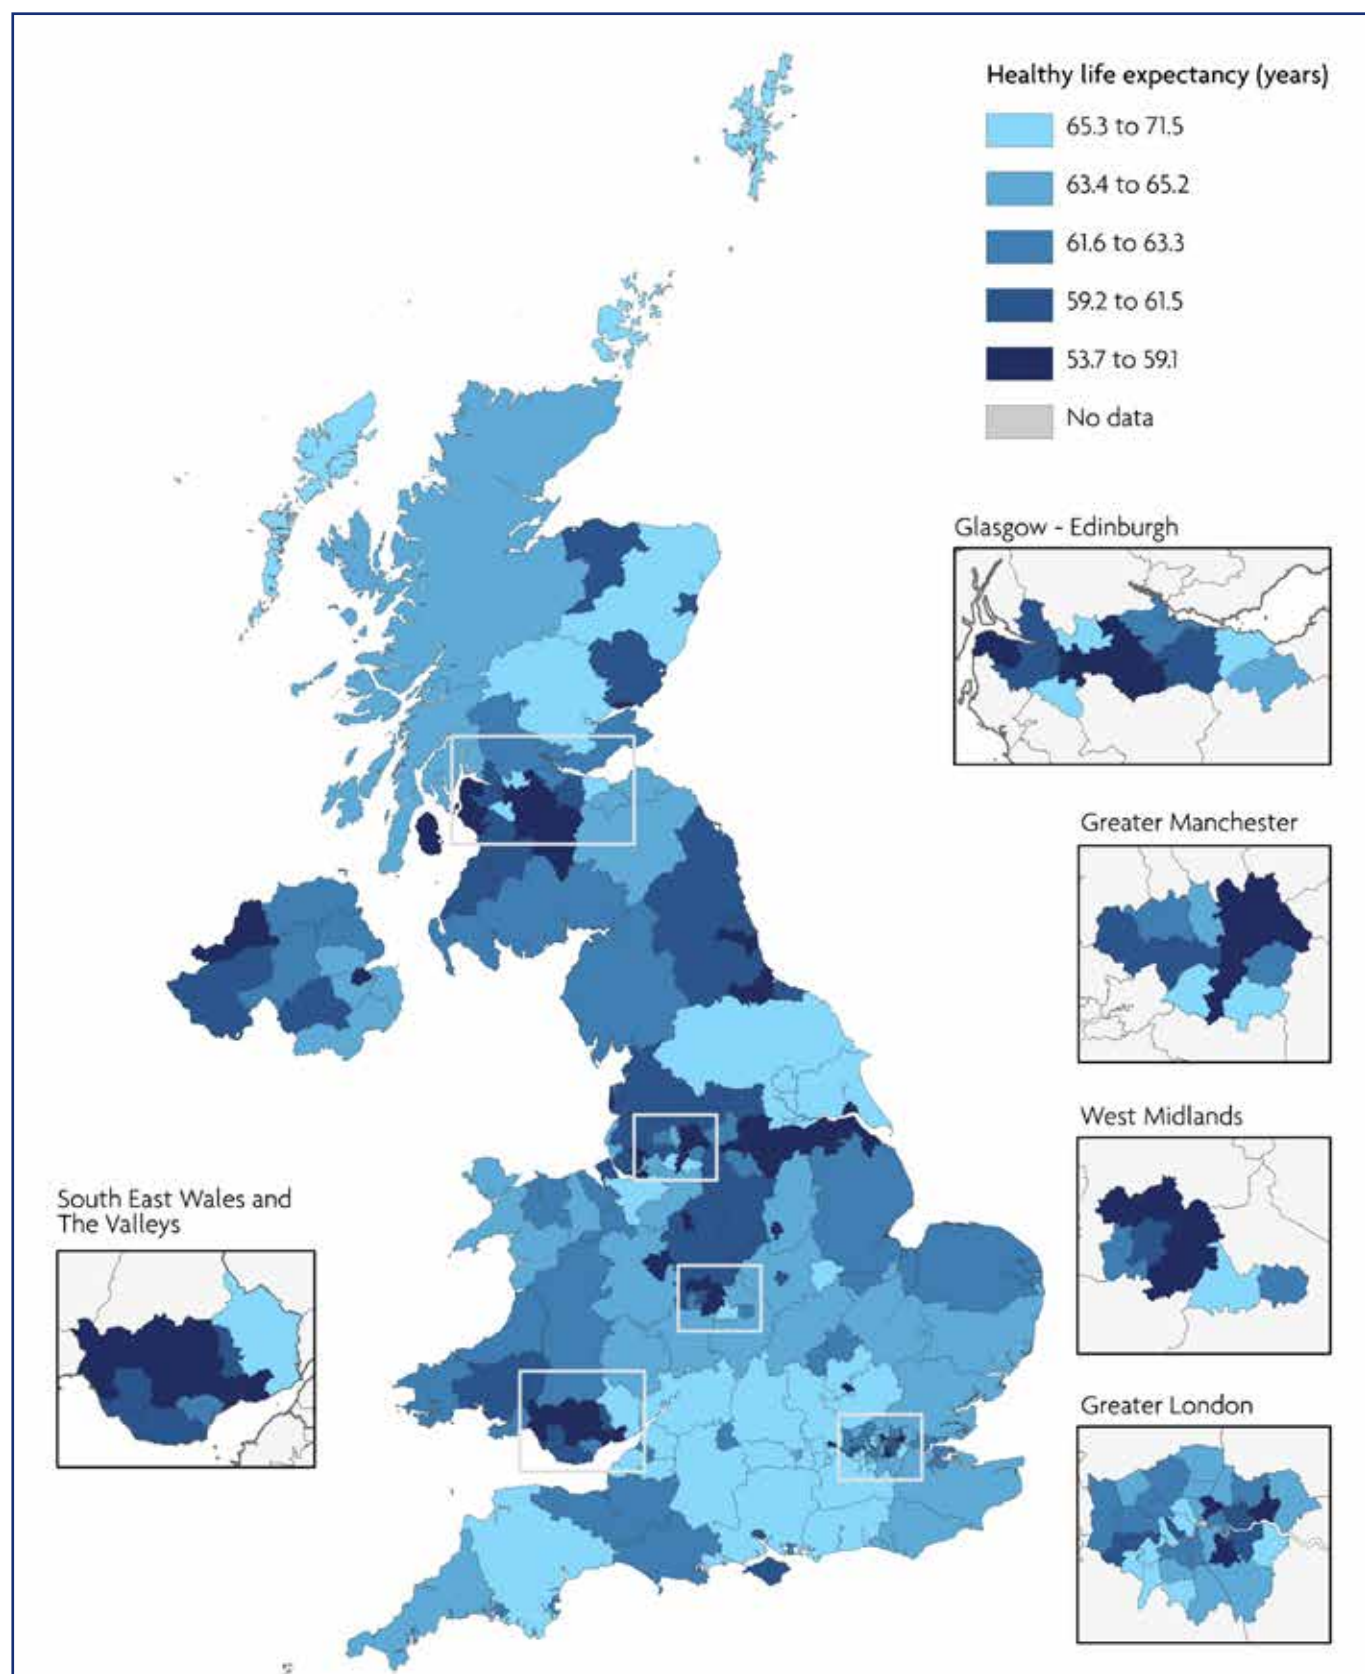 Healthy life expectancy (years)
65.3 to 71.5
63.4 to 65.2
61.6 to 63.3
59.2 to 61.5
53.7 to 59.1
No data
Glasgow - Edinburgh
Greater Manchester
West Midlands
South East Wales and
The Valleys
Greater London